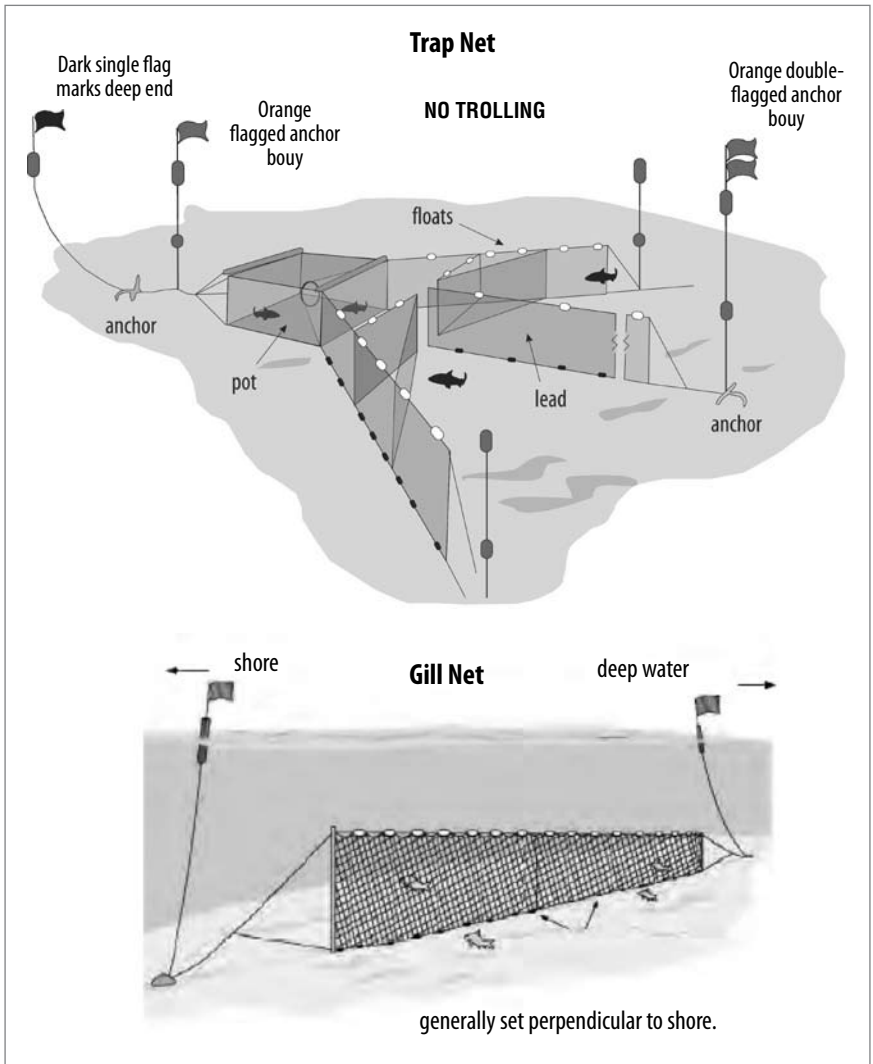 Trap Net
Dark single flag
marks deep end
Orange
flagged anchor
bouy
NO TROLLING
Orange double-
flagged anchor
bouy
floats
anchor
pot
lead
anchor
shore
Gill Net
deep water
generally set perpendicular to shore.